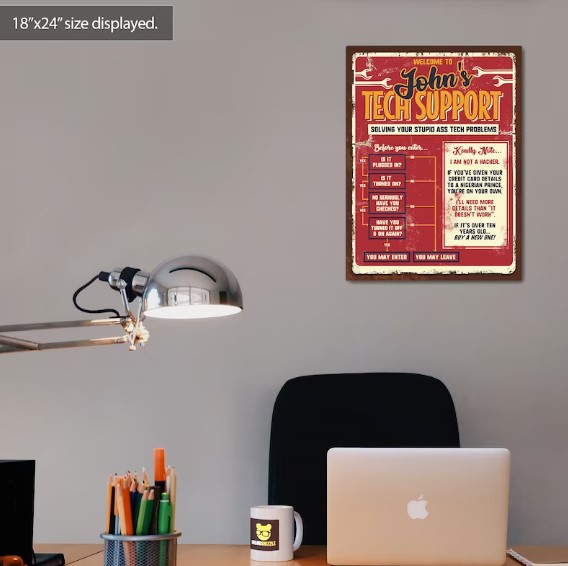 18”x24” size displayed.
WELCOME TO
John's
TECH SUPPORT
SOLVING YOUR STUPID ASS TECH PROBLEMS
Before you enter...
IS IT
PLUGGED IN?
IS IT
TURNED ON?
NO SERIOUSLY
HAVE YOU
CHECKED?
HAVE YOU
TURNED IT OFF
& ON AGAIN?
YOU MAY ENTER
YOU MAY LEAVE
Kindly Note...
I AM NOT A HACKER.
IF YOU'VE GIVEN YOUR
CREDIT CARD DETAILS
TO A NIGERIAN PRINCE,
YOU'RE ON YOUR OWN.
I'LL NEED MORE
DETAILS THAN "IT
DOESN'T WORK".
IF IT'S OVER TEN
YEARS OLD...
BUY A NEW ONE!